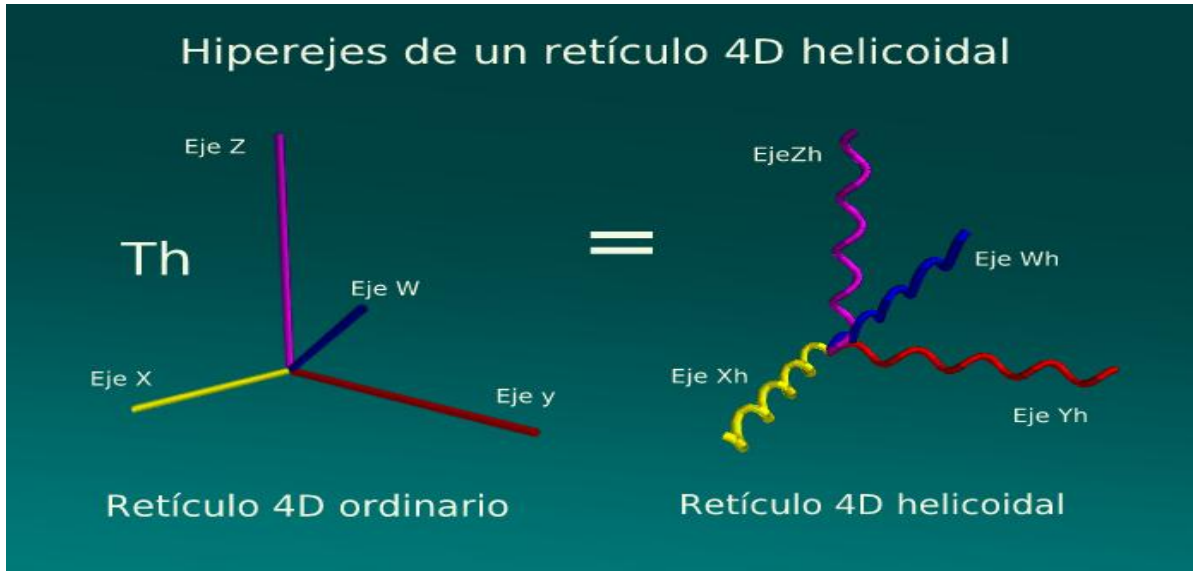 Hiperejes de un retículo 4D helicoidal
Eje Z
Th
Eje W
Eje X
Eje y
=
EjeZh
Eje Wh
Eje Xh
Eje Yh
Retículo 4D ordinario
Retículo 4D helicoidal